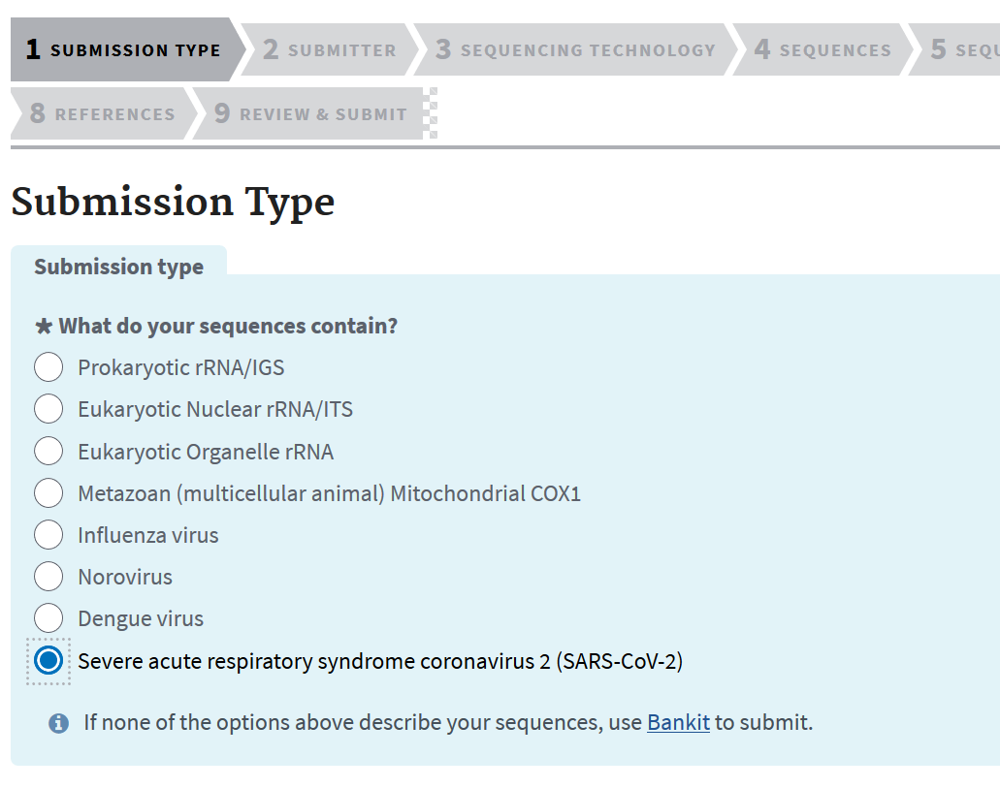 1 SUBMISSION TYPE 2 SUBMITTER 3 SEQUENCING TECHNOLOGY 4 SEQUENCES 5
8 REFERENCES 9 REVIEW & SUBMIT
Submission Type
Submission type
★ What do your sequences contain?
Prokaryotic rRNA/IGS
Eukaryotic Nuclear rRNA/ITS
Eukaryotic Organelle rRNA
Metazoan (multicellular animal) Mitochondrial COX1
Influenza virus
Norovirus
Dengue virus
Severe acute respiratory syndrome coronavirus 2 (SARS-CoV-2)
If none of the options above describe your sequences, use Bankit to submit.